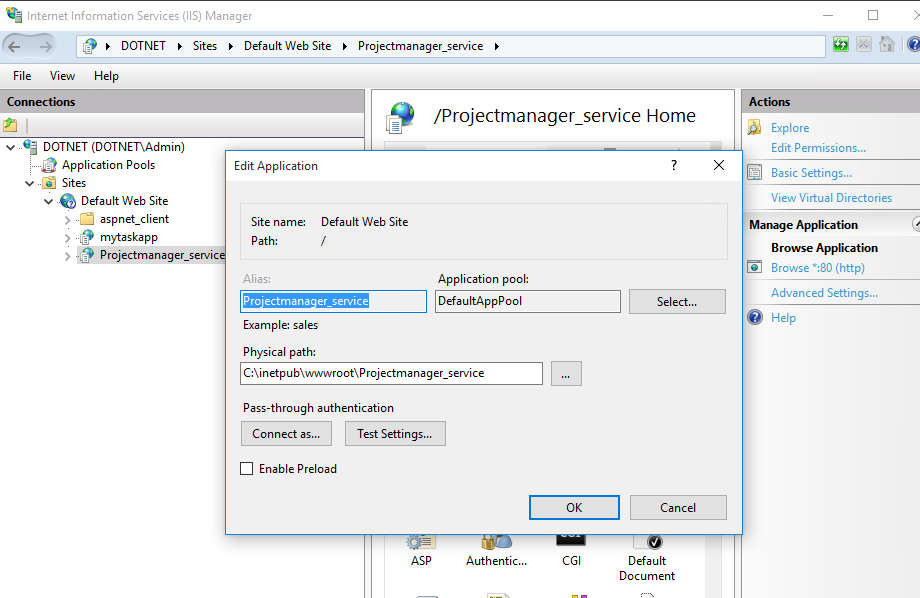 Internet Information Services (IIS) Manager
DOTNET Sites Default Web Site Projectmanager_service
File View Help
Connections
DOTNET (DOTNET\Admin)
Application Pools
Sites
Default Web Site
aspnet_client
mytaskapp
Projectmanager_service
/Projectmanager_service Home
Edit Application
?
Site name: Default Web Site
Path: /
Alias:
Application pool:
Projectmanager_service
DefaultAppPool
Select...
Example: sales
Physical path:
C:\inetpub\wwwroot\Projectmanager_service
...
Pass-through authentication
Connect as...
Test Settings...
Enable Preload
OK
Cancel
ASP
Authentic...
CGI
Default
Document
Actions
Explore
Edit Permissions...
Basic Settings...
View Virtual Directories
Manage Application
Browse Application
Browse *:80 (http)
Advanced Settings...
Help